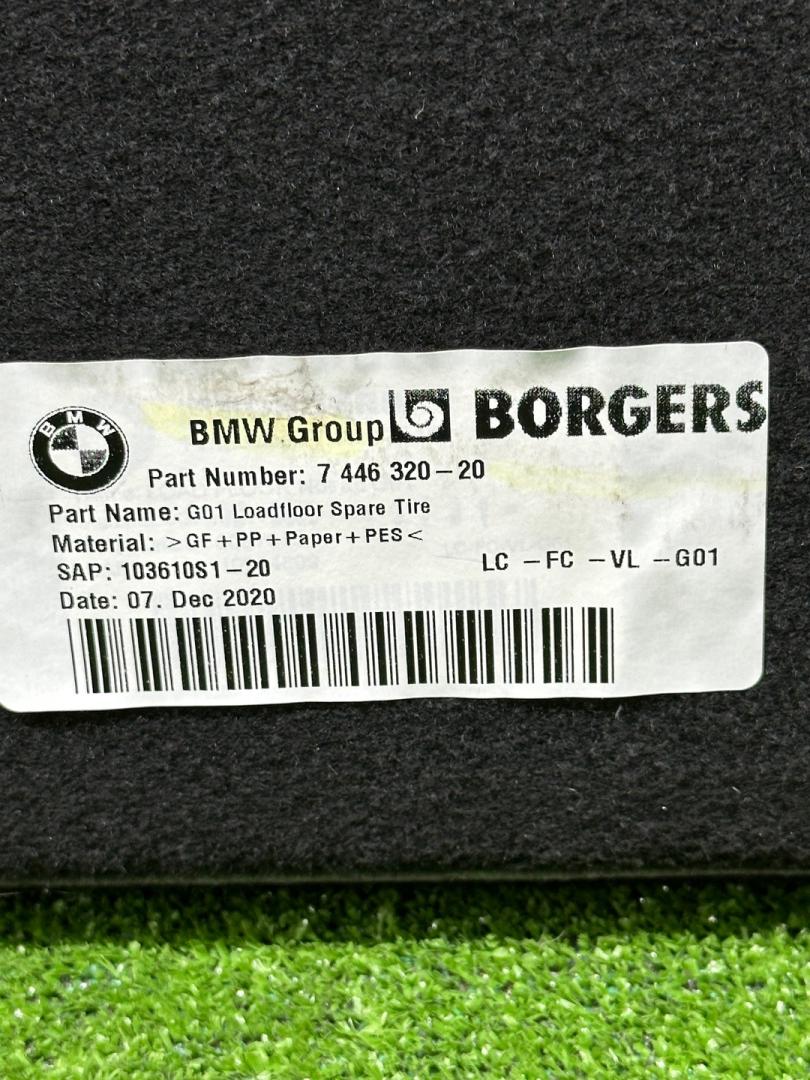 BMW
BMW Group BORGERS
Part Number: 7 446 320-20
Part Name: G01 Loadfloor Spare Tire
Material: >GF+PP+Paper+PES<
SAP: 103610S1-20
LC -FC -VL -G01
Date: 07. Dec 2020